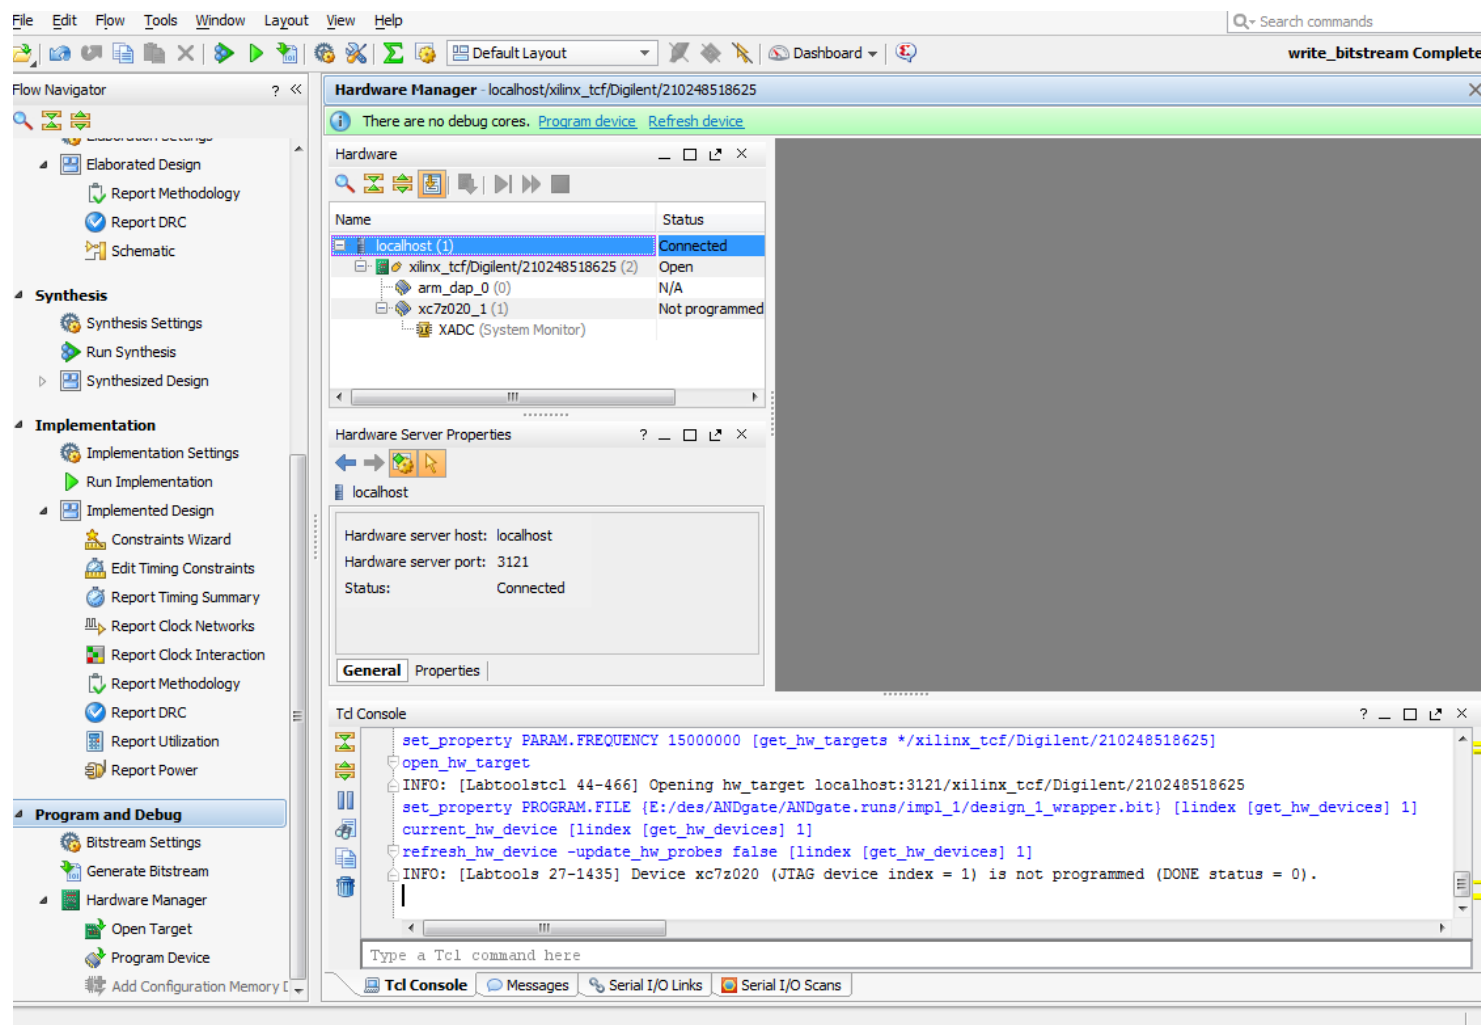 File Edit Flow Tools Window Layout View Help
Search commands
Default Layout
Dashboard
write_bitstream Complete
Flow Navigator
? «
Elaboration Settings
Elaborated Design
Report Methodology
Report DRC
Schematic
Synthesis
Synthesis Settings
Run Synthesis
Synthesized Design
Implementation
Implementation Settings
Run Implementation
Implemented Design
Constraints Wizard
Edit Timing Constraints
Report Timing Summary
Report Clock Networks
Report Clock Interaction
Report Methodology
Report DRC
Report Utilization
Report Power
Program and Debug
Bitstream Settings
Generate Bitstream
Hardware Manager
Open Target
Program Device
Add Configuration Memory D
Hardware Manager - localhost/xilinx_tcf/Digilent/210248518625
There are no debug cores. Program device Refresh device
Hardware
Name Status
localhost (1) Connected
xilinx_tcf/Digilent/210248518625 (2) Open
arm_dap_0 (0) N/A
xc7z020_1 (1) Not programmed
XADC (System Monitor)
Hardware Server Properties
?
localhost
Hardware server host: localhost
Hardware server port: 3121
Status: Connected
General Properties
Tcl Console
?
set_property PARAM.FREQUENCY 15000000 [get_hw_targets */xilinx_tcf/Digilent/210248518625]
open_hw_target
INFO: [Labtoolstcl 44-466] Opening hw_target localhost:3121/xilinx_tcf/Digilent/210248518625
set_property PROGRAM.FILE {E:/des/ANDgate/ANDgate.runs/impl_1/design_1_wrapper.bit} [lindex [get_hw_devices] 1]
current_hw_device [lindex [get_hw_devices] 1]
refresh_hw_device -update_hw_probes false [lindex [get_hw_devices] 1]
INFO: [Labtools 27-1435] Device xc7z020 (JTAG device index = 1) is not programmed (DONE status = 0).
Type a Tcl command here
Tcl Console Messages Serial I/O Links Serial I/O Scans